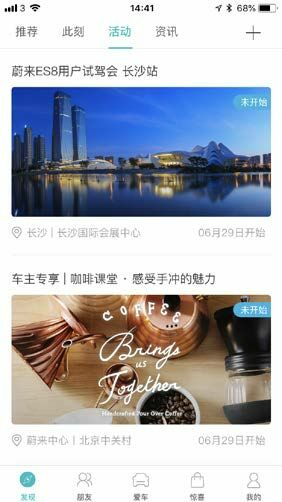 3 14:41 68%
推荐 此刻 活动 资讯
蔚来ES8用户试驾会 长沙站
未开始
长沙 | 长沙国际会展中心 06月29日开始
车主专享 | 咖啡课堂 · 感受手冲的魅力
未开始
COFFEE
Brings
us
Together
Handcrafted Pour Over Coffee
蔚来中心 | 北京中关村 06月29日开始
发现 朋友 爱车 惊喜 我的